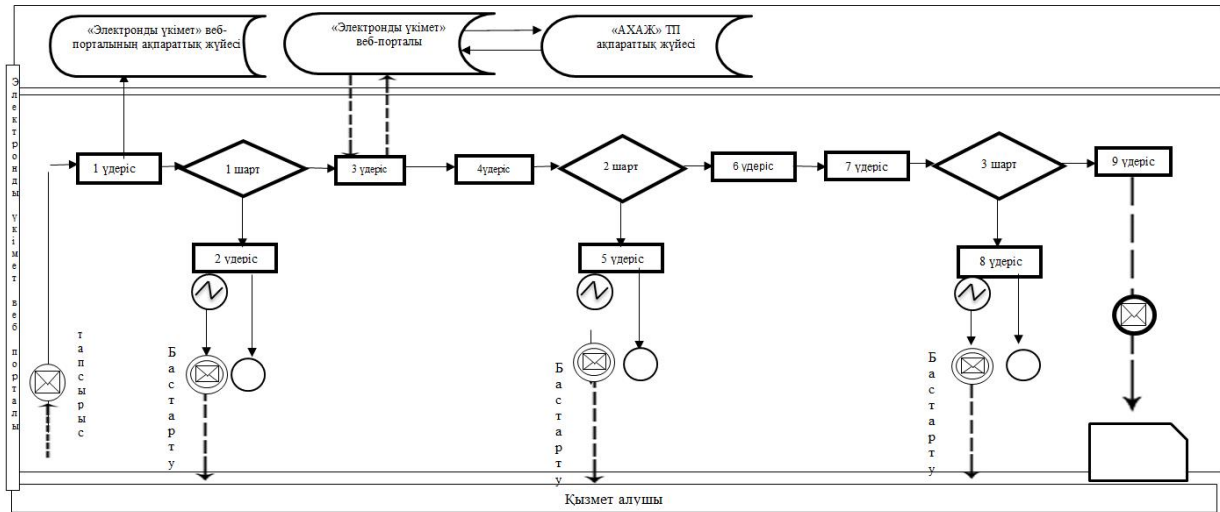 «Электронды үкімет» веб-
порталының ақпараттық жүйесі
«Электронды үкімет»
веб-порталы
«АХАЖ» ТП
ақпараттық жүйесі
Электронды үкімет веб порталы
1 үдеріс
1 шарт
3 үдеріс
4үдеріс
2 шарт
6 үдеріс
7 үдеріс
3 шарт
9 үдеріс
2 үдеріс
5 үдеріс
8 үдеріс
тапсырыс
Бастарту
Бастарту
Бастарту
Қызмет алушы